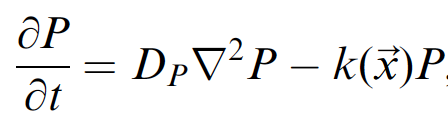 ∂P/∂t = D_P∇²P − k(x⃗)P,